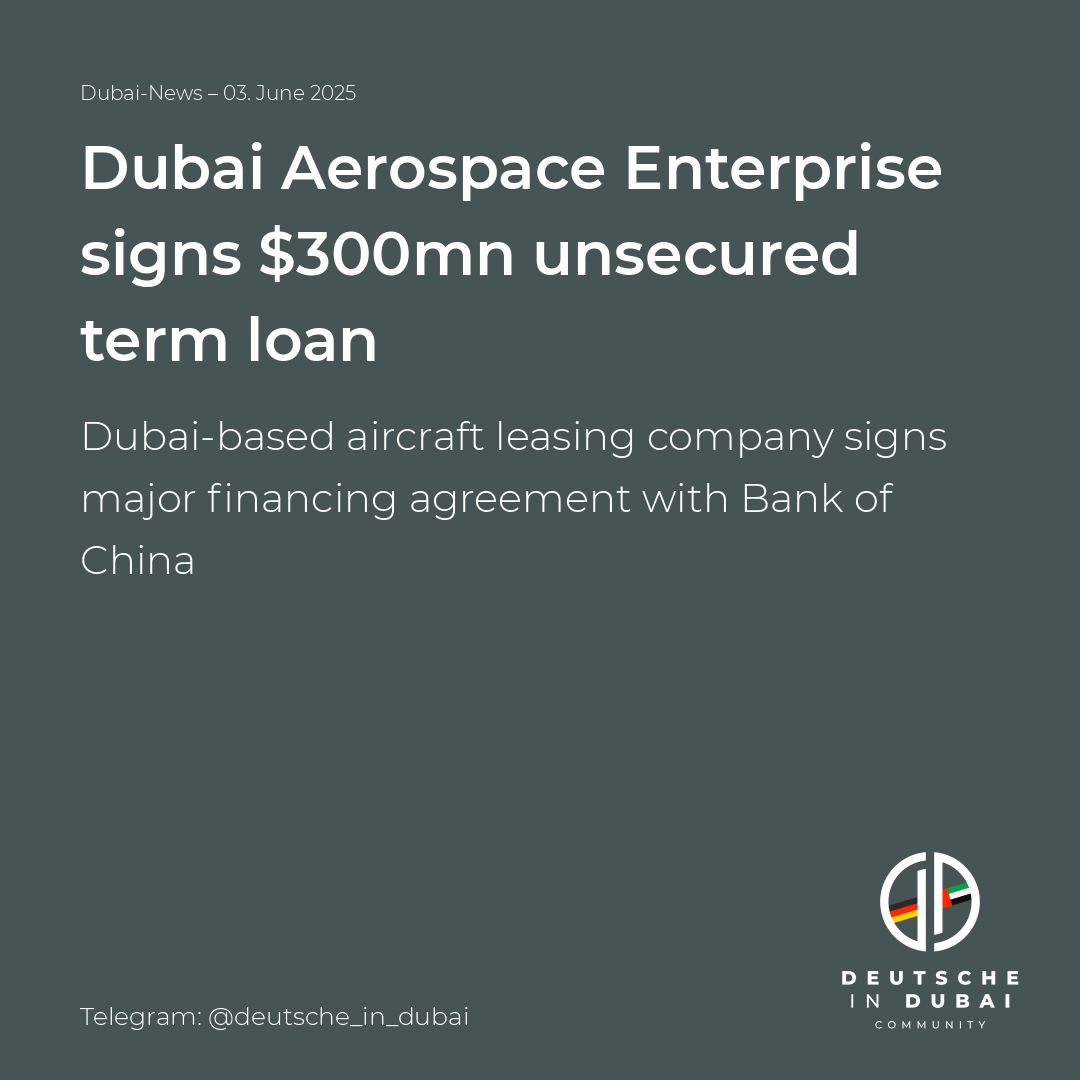 Dubai-News – 03. June 2025
Dubai Aerospace Enterprise
signs $300mn unsecured
term loan
Dubai-based aircraft leasing company signs
major financing agreement with Bank of
China
DEUTSCHE
IN DUBAI
COMMUNITY
Telegram: @deutsche_in_dubai